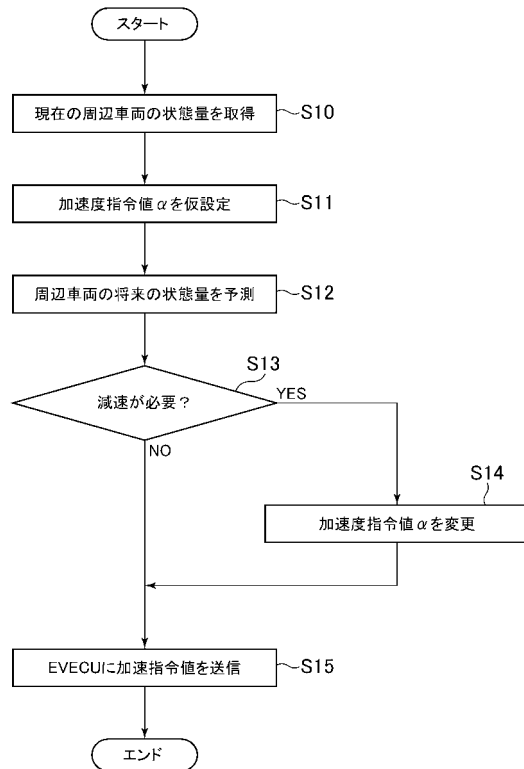 スタート
現在の周辺車両の状態量を取得
S10
加速度指令値αを仮設定
S11
周辺車両の将来の状態量を予測
S12
減速が必要？
S13
YES
NO
加速度指令値αを変更
S14
EVECUに加速指令値を送信
S15
エンド